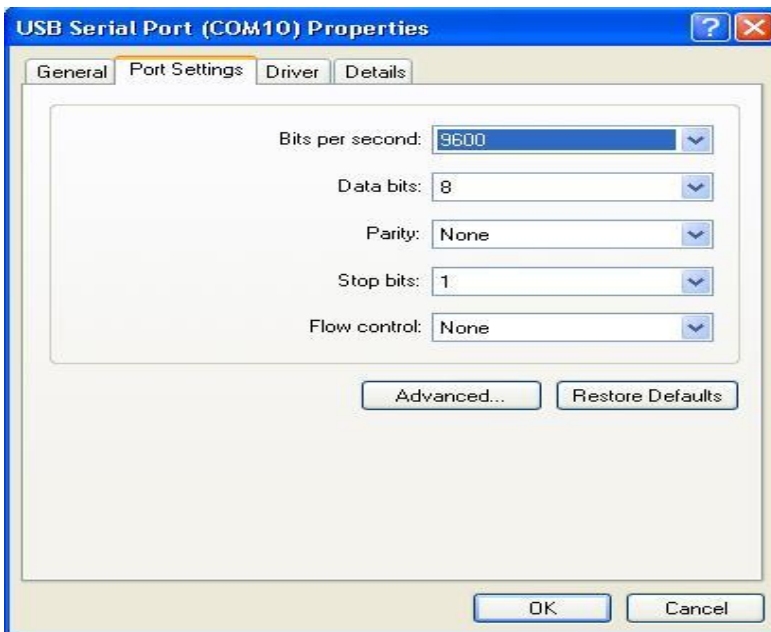 USB Serial Port (COM10) Properties
General Port Settings Driver Details
Bits per second: 9600
Data bits: 8
Parity: None
Stop bits: 1
Flow control: None
Advanced... Restore Defaults
OK Cancel